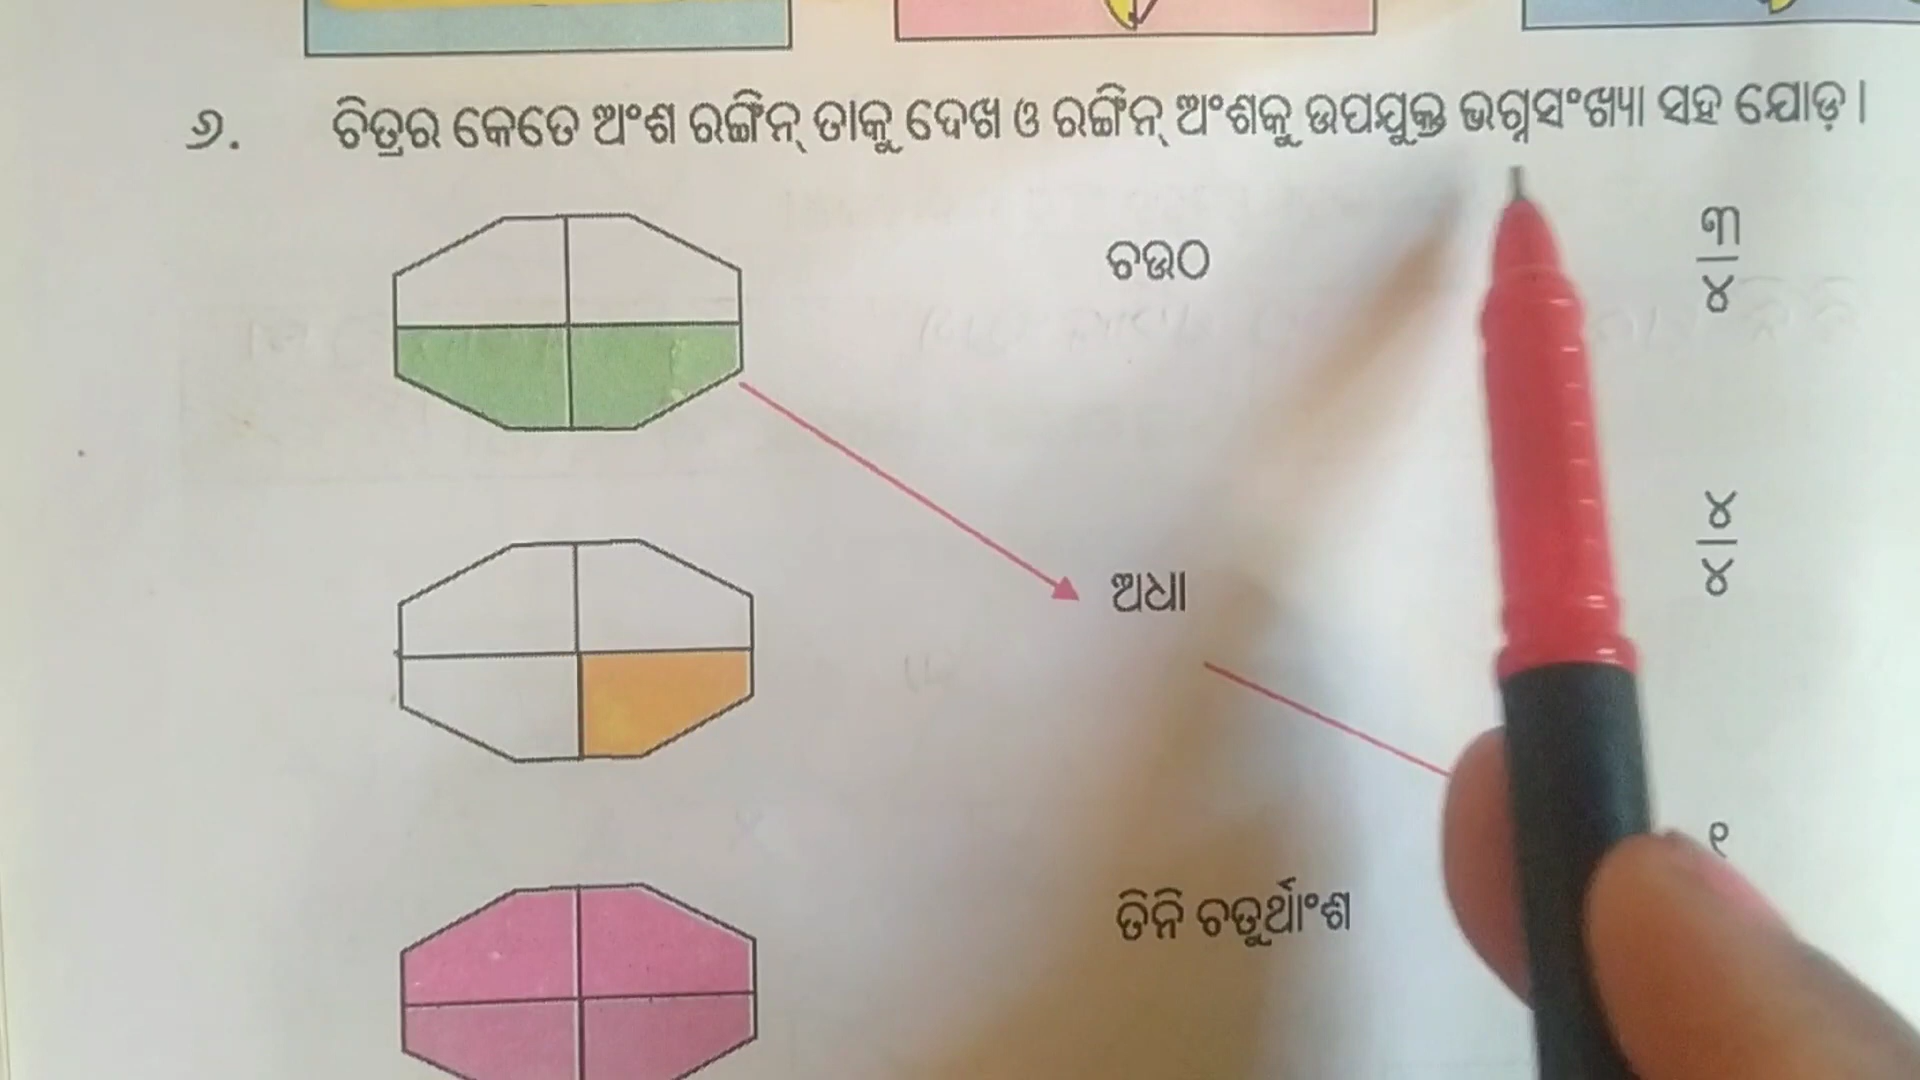 ୬. ଚିତ୍ରର କେତେ ଅଂଶ ରଙ୍ଗିନ୍ ତାକୁ ଦେଖ ଓ ରଙ୍ଗିନ୍ ଅଂଶକୁ ଉପଯୁକ୍ତ ଭଗ୍ନସଂଖ୍ୟା ସହ ଯୋଡ଼ ।
ଚଉଠ
୩
୪
ଅଧା
୪
୪
ତିନି ଚତୁର୍ଥାଂଶ
୧